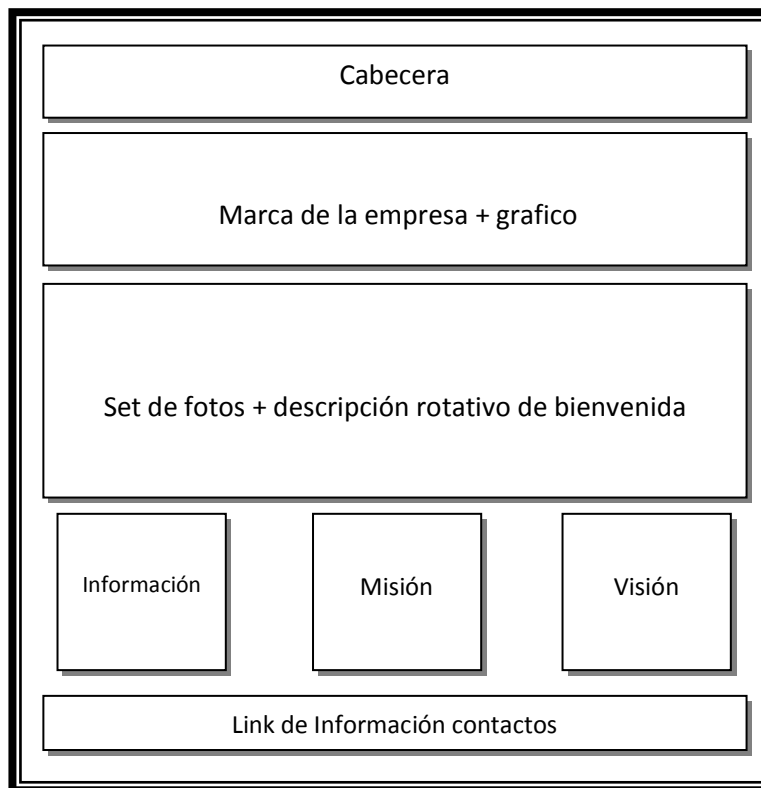 Cabecera
Marca de la empresa + grafico
Set de fotos + descripción rotativo de bienvenida
Información
Misión
Visión
Link de Información contactos